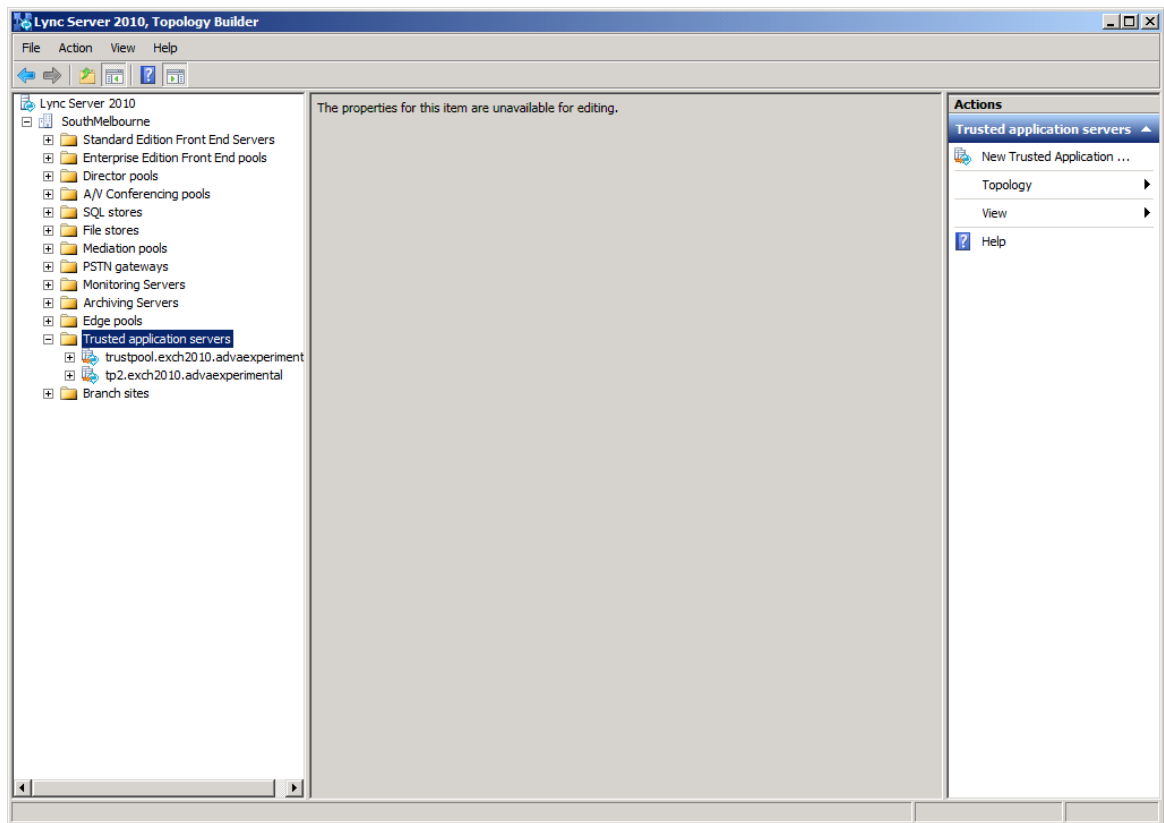 Lync Server 2010, Topology Builder
File Action View Help
Lync Server 2010
SouthMelbourne
Standard Edition Front End Servers
Enterprise Edition Front End pools
Director pools
A/V Conferencing pools
SQL stores
File stores
Mediation pools
PSTN gateways
Monitoring Servers
Archiving Servers
Edge pools
Trusted application servers
trustpool.exch2010.advaexperiment
tp2.exch2010.advaexperimental
Branch sites
The properties for this item are unavailable for editing.
Actions
Trusted application servers
New Trusted Application ...
Topology
View
Help